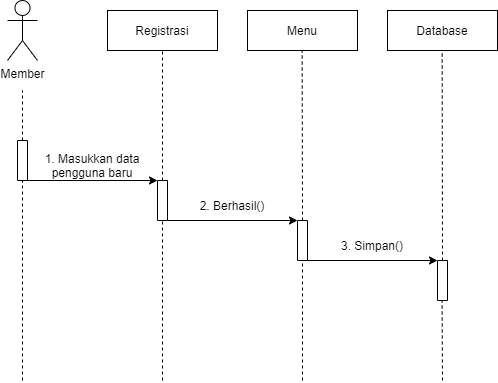 Registrasi
Menu
Database
Member
1. Masukkan data
pengguna baru
2. Berhasil()
3. Simpan()